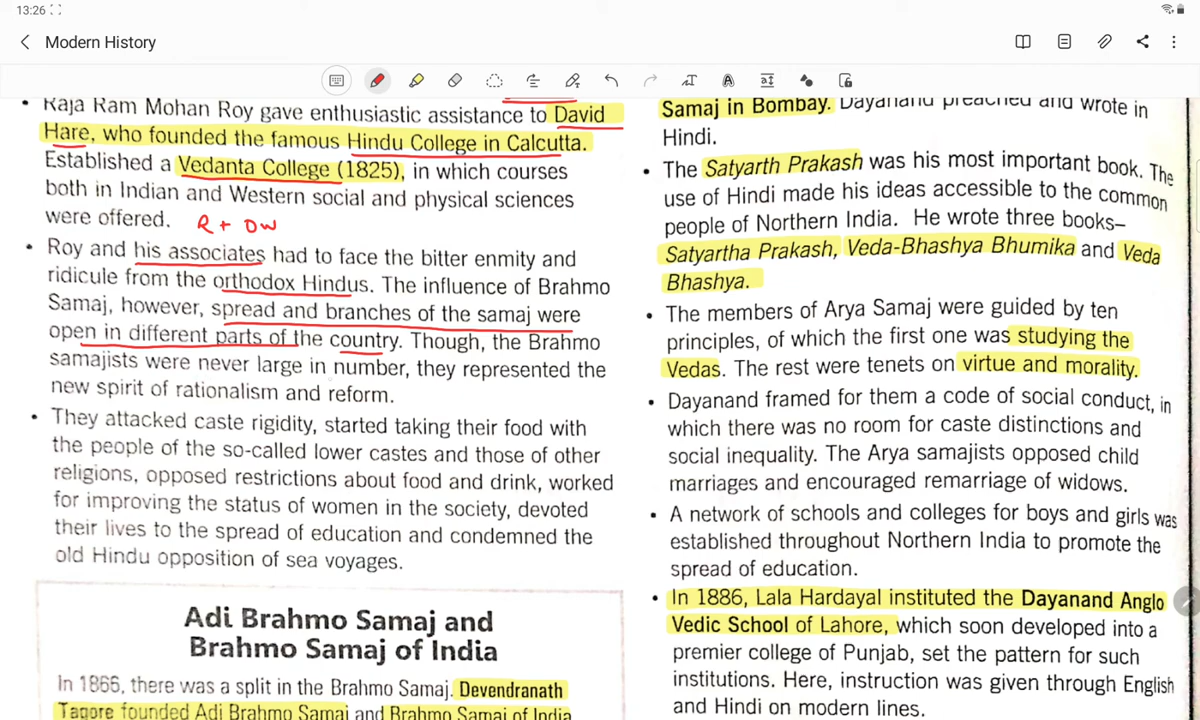 13:26
Modern History
Raja Ram Mohan Roy gave enthusiastic assistance to David
Hare, who founded the famous Hindu College in Calcutta.
Established a Vedanta College (1825), in which courses
both in Indian and Western social and physical sciences
were offered.
R + OW
• Roy and his associates had to face the bitter enmity and
ridicule from the orthodox Hindus. The influence of Brahmo
Samaj, however, spread and branches of the samaj were
open in different parts of the country. Though, the Brahmo
samajists were never large in number, they represented the
new spirit of rationalism and reform.
• They attacked caste rigidity, started taking their food with
the people of the so-called lower castes and those of other
religions, opposed restrictions about food and drink, worked
for improving the status of women in the society, devoted
their lives to the spread of education and condemned the
old Hindu opposition of sea voyages.
Adi Brahmo Samaj and
Brahmo Samaj of India
In 1866, there was a split in the Brahmo Samaj. Devendranath
Tagore founded Adi Brahmo Samaj and Brahmo Samaj of India
Samaj in Bombay. Dayanand preached and wrote in
Hindi.
• The Satyarth Prakash was his most important book. The
use of Hindi made his ideas accessible to the common
people of Northern India. He wrote three books–
Satyartha Prakash, Veda-Bhashya Bhumika and Veda
Bhashya.
• The members of Arya Samaj were guided by ten
principles, of which the first one was studying the
Vedas. The rest were tenets on virtue and morality.
• Dayanand framed for them a code of social conduct, in
which there was no room for caste distinctions and
social inequality. The Arya samajists opposed child
marriages and encouraged remarriage of widows.
• A network of schools and colleges for boys and girls was
established throughout Northern India to promote the
spread of education.
• In 1886, Lala Hardayal instituted the Dayanand Anglo
Vedic School of Lahore, which soon developed into a
premier college of Punjab, set the pattern for such
institutions. Here, instruction was given through English
and Hindi on modern lines.